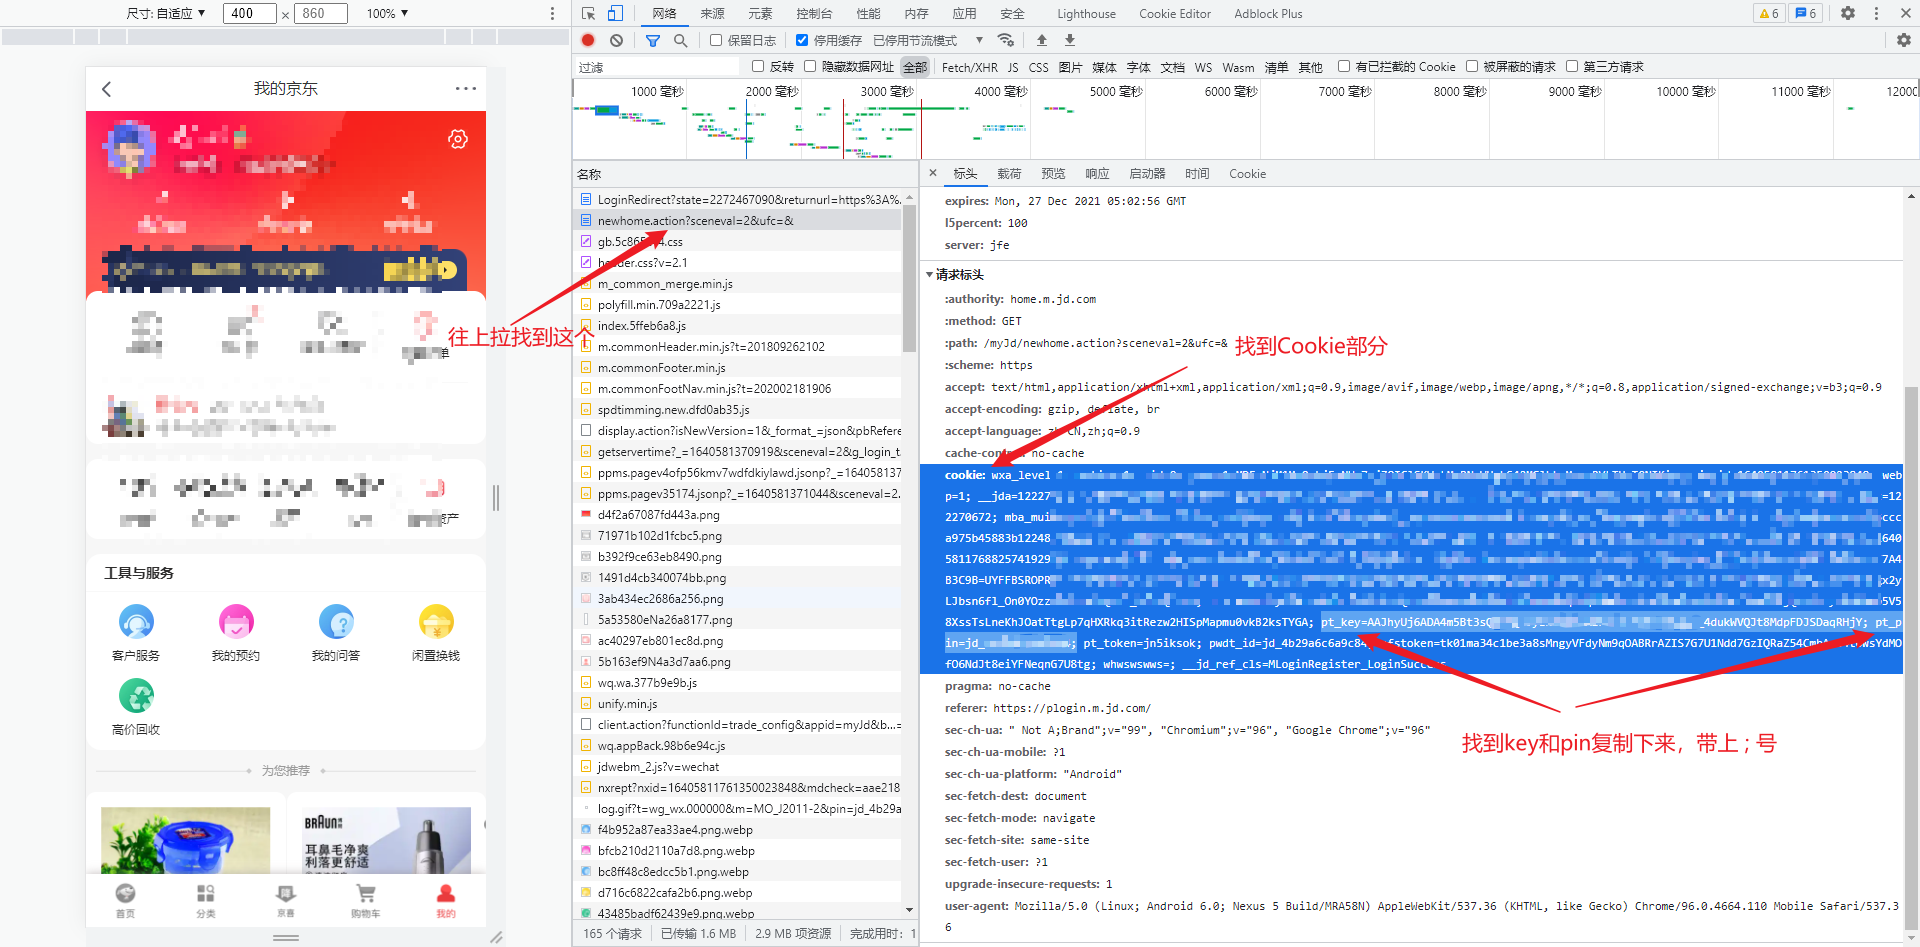 尺寸: 自适应 ▼ 400 × 860 100% ▼
网络 来源 元素 控制台 性能 内存 应用 安全 Lighthouse Cookie Editor Adblock Plus 6 6
保留日志 停用缓存 已停用节流模式
过滤 反转 隐藏数据网址 全部 Fetch/XHR JS CSS 图片 媒体 字体 文档 WS Wasm 清单 其他 有已拦截的 Cookie 被屏蔽的请求 第三方请求
1000 毫秒 2000 毫秒 3000 毫秒 4000 毫秒 5000 毫秒 6000 毫秒 7000 毫秒 8000 毫秒 9000 毫秒 10000 毫秒 11000 毫秒 12000
我的京东
往上拉找到这个
单
资产
工具与服务
客户服务 我的预约 我的问答 闲置换钱
高价回收
为您推荐
BRAUN
耳鼻毛净爽
利落更舒适
首页 分类 京喜 购物车 我的
名称
LoginRedirect?state=2272467090&returnurl=https%3A%.
newhome.action?sceneval=2&ufc=&
gb.5c865 4.css
header.css?v=2.1
m_common_merge.min.js
polyfill.min.709a2221.js
index.5ffeb6a8.js
m.commonHeader.min.js?t=201809262102
m.commonFooter.min.js
m.commonFootNav.min.js?t=202002181906
spdtimming.new.dfd0ab35.js
display.action?isNewVersion=1&_format_=json&pbRefere
getservertime?_=1640581370919&sceneval=2&g_login_t.
ppms.pagev4ofp56kmv7wdfdkiylawd.jsonp?_=16405813
ppms.pagev35174.jsonp?_=1640581371044&sceneval=2.
d4f2a67087fd443a.png
71971b102d1fcbc5.png
b392f9ce63eb8490.png
1491d4cb340074bb.png
3ab434ec2686a256.png
5a53580eNa26a8177.png
ac40297eb801ec8d.png
5b163ef9N4a3d7aa6.png
wq.wa.377b9e9b.js
unify.min.js
client.action?functionId=trade_config&appid=myJd&b...=
wq.appBack.98b6e94c.js
jdwebm_2.js?v=wechat
nxrept?nxid=16405811761350023848&mdcheck=aae218
log.gif?t=wg_wx.000000&m=MO_J2011-2&pin=jd_4b29a
f4b952a87ea33ae4.png.webp
bfcb210d2110a7d8.png.webp
bc8ff48c8edcc5b1.png.webp
d716c6822cafa2b6.png.webp
43485badf62439e9.png.webp
165 个请求 已传输 1.6 MB 2.9 MB 项资源 完成用时: 1
标头 载荷 预览 响应 启动器 时间 Cookie
expires: Mon, 27 Dec 2021 05:02:56 GMT
l5percent: 100
server: jfe
请求标头
:authority: home.m.jd.com
:method: GET
:path: /myJd/newhome.action?sceneval=2&ufc=&
找到Cookie部分
:scheme: https
accept: text/html,application/xhtml+xml,application/xml;q=0.9,image/avif,image/webp,image/apng,*/*;q=0.8,application/signed-exchange;v=b3;q=0.9
accept-encoding: gzip, deflate, br
accept-language: zh-CN,zh;q=0.9
cache-control: no-cache
cookie: wxa_level web
p=1; __jda=12227 =12
2270672; mba_mui ccc
a975b45883b12248 640
5811768825741929 7A4
B3C9B=UYFFBSROPR x2y
LJbsn6fl_On0YOzz 5V5
8XssTsLneKhJOatTtgLp7qHXRkq3itRezw2HISpMapmu0vkB2ksTYGA; pt_key=AAJhyUj6ADA4m5Bt3s _4dukWVQJt8MdpFDJSDaqRHjY; pt_p
in=jd_ ; pt_token=jn5iksok; pwdt_id=jd_4b29a6c6a9c84 fstoken=tk01ma34c1be3a8sMngyVFdyNm9qOABRrAZIS7G7U1Ndd7GzIQRaZ54C wsYdMO
fO6NdJt8eiYFNeqnG7U8tg; whwswswws=; __jd_ref_cls=MLoginRegister_LoginSuccess
pragma: no-cache
referer: https://plogin.m.jd.com/
sec-ch-ua: " Not A;Brand";v="99", "Chromium";v="96", "Google Chrome";v="96"
找到key和pin复制下来，带上 ; 号
sec-ch-ua-mobile: ?1
sec-ch-ua-platform: "Android"
sec-fetch-dest: document
sec-fetch-mode: navigate
sec-fetch-site: same-site
sec-fetch-user: ?1
upgrade-insecure-requests: 1
user-agent: Mozilla/5.0 (Linux; Android 6.0; Nexus 5 Build/MRA58N) AppleWebKit/537.36 (KHTML, like Gecko) Chrome/96.0.4664.110 Mobile Safari/537.3
6